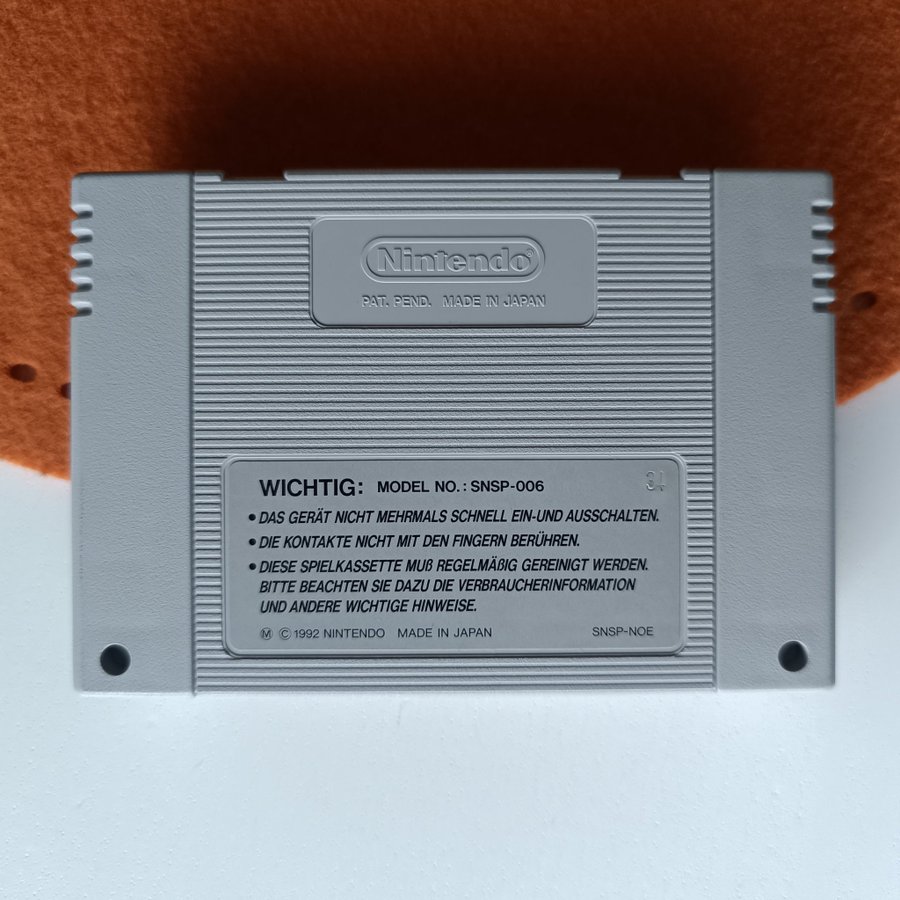 Nintendo®
PAT. PEND. MADE IN JAPAN
WICHTIG: MODEL NO.: SNSP-006
• DAS GERÄT NICHT MEHRMALS SCHNELL EIN-UND AUSSCHALTEN.
• DIE KONTAKTE NICHT MIT DEN FINGERN BERÜHREN.
• DIESE SPIELKASSETTE MUß REGELMÄßIG GEREINIGT WERDEN.
BITTE BEACHTEN SIE DAZU DIE VERBRAUCHERINFORMATION
UND ANDERE WICHTIGE HINWEISE.
Ⓜ © 1992 NINTENDO MADE IN JAPAN SNSP-NOE